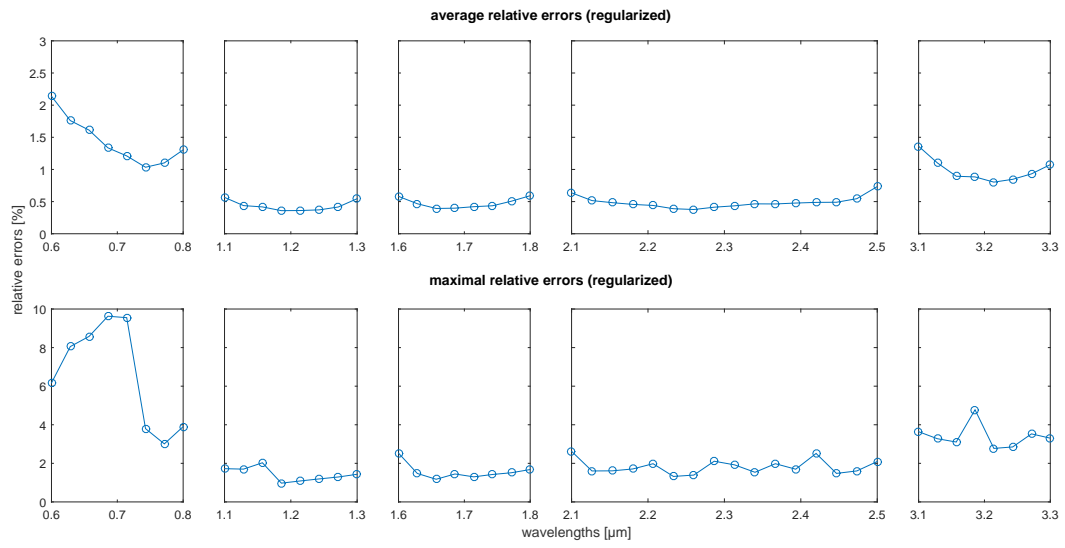 average relative errors (regularized)
3
2.5
2
1.5
1
0.5
0
0.6 0.7 0.8 1.1 1.2 1.3 1.6 1.7 1.8 2.1 2.2 2.3 2.4 2.5 3.1 3.2 3.3
relative errors [%]
maximal relative errors (regularized)
10
8
6
4
2
0
0.6 0.7 0.8 1.1 1.2 1.3 1.6 1.7 1.8 2.1 2.2 2.3 2.4 2.5 3.1 3.2 3.3
wavelengths [µm]